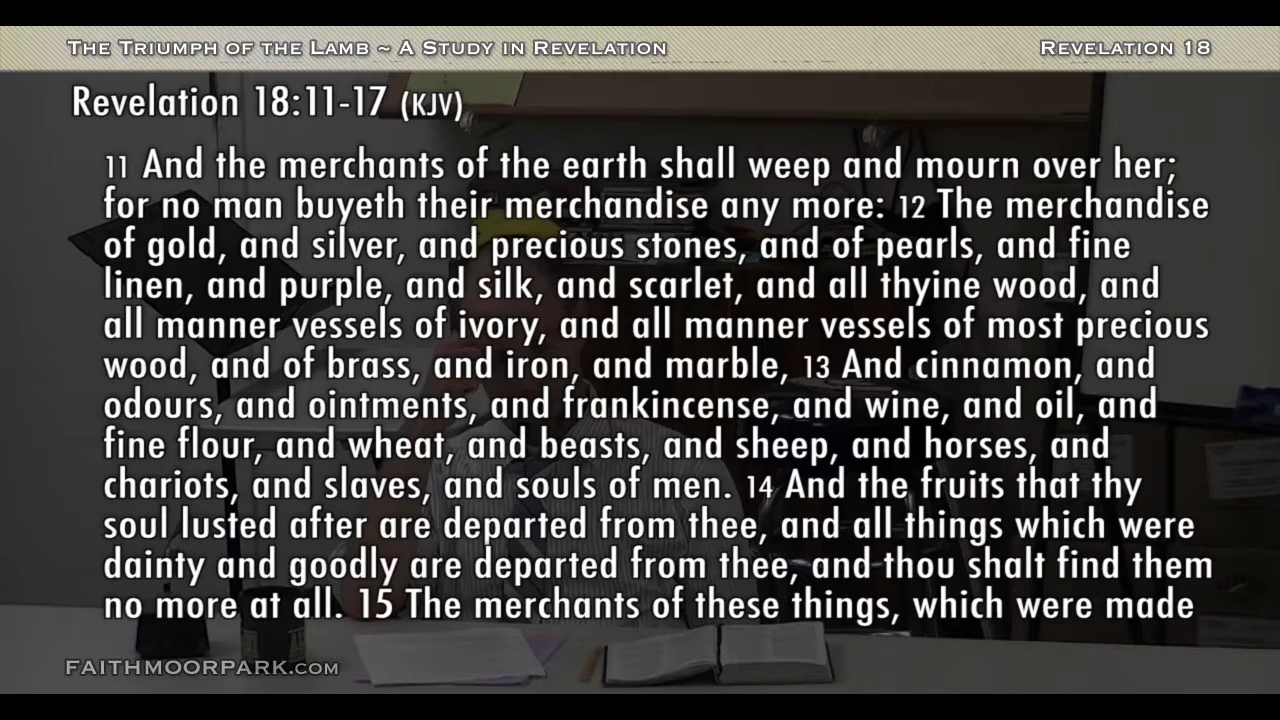 The Triumph of the Lamb ~ A Study in Revelation
Revelation 18
Revelation 18:11-17 (KJV)
11 And the merchants of the earth shall weep and mourn over her;
for no man buyeth their merchandise any more: 12 The merchandise
of gold, and silver, and precious stones, and of pearls, and fine
linen, and purple, and silk, and scarlet, and all thyine wood, and
all manner vessels of ivory, and all manner vessels of most precious
wood, and of brass, and iron, and marble, 13 And cinnamon, and
odours, and ointments, and frankincense, and wine, and oil, and
fine flour, and wheat, and beasts, and sheep, and horses, and
chariots, and slaves, and souls of men. 14 And the fruits that thy
soul lusted after are departed from thee, and all things which were
dainty and goodly are departed from thee, and thou shalt find them
no more at all. 15 The merchants of these things, which were made
FAITHMOORPARK.COM